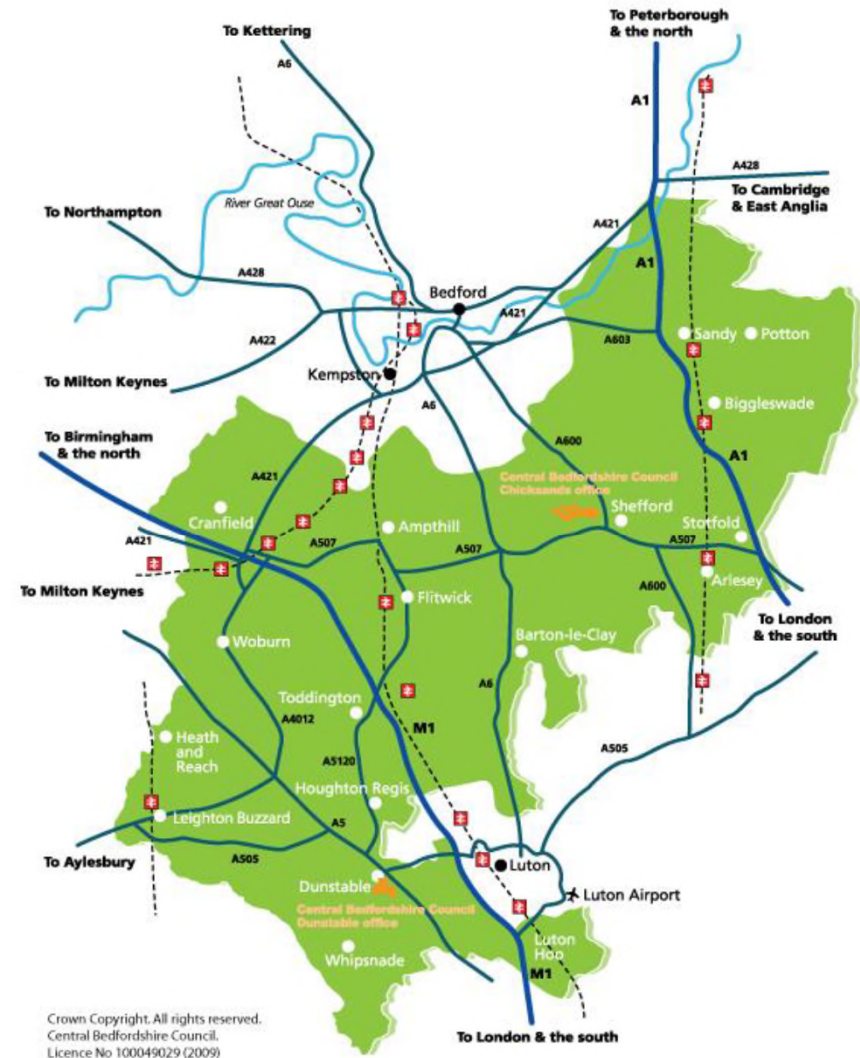 To Peterborough
& the north
To Kettering
A6
A1
A428
To Cambridge
& East Anglia
River Great Ouse
To Northampton
A421
A428
A1
Bedford
A421
A422
A603
Sandy
Potton
Kempston
To Milton Keynes
A6
Biggleswade
To Birmingham
& the north
A600
A1
A421
Central Bedfordshire Council
Chicksands office
Shefford
Cranfield
Ampthill
Stotfold
A421
A507
A507
A507
Arlesey
To Milton Keynes
A600
Flitwick
To London
& the south
Woburn
Barton-le-Clay
A6
Toddington
A4012
M1
Heath
and
Reach
A505
A5120
Houghton Regis
Leighton Buzzard
A5
To Aylesbury
A505
Luton
Dunstable
Luton Airport
Central Bedfordshire Council
Dunstable office
Luton
Hoo
Whipsnade
M1
Crown Copyright. All rights reserved.
Central Bedfordshire Council.
Licence No 100049029 (2009)
To London & the south